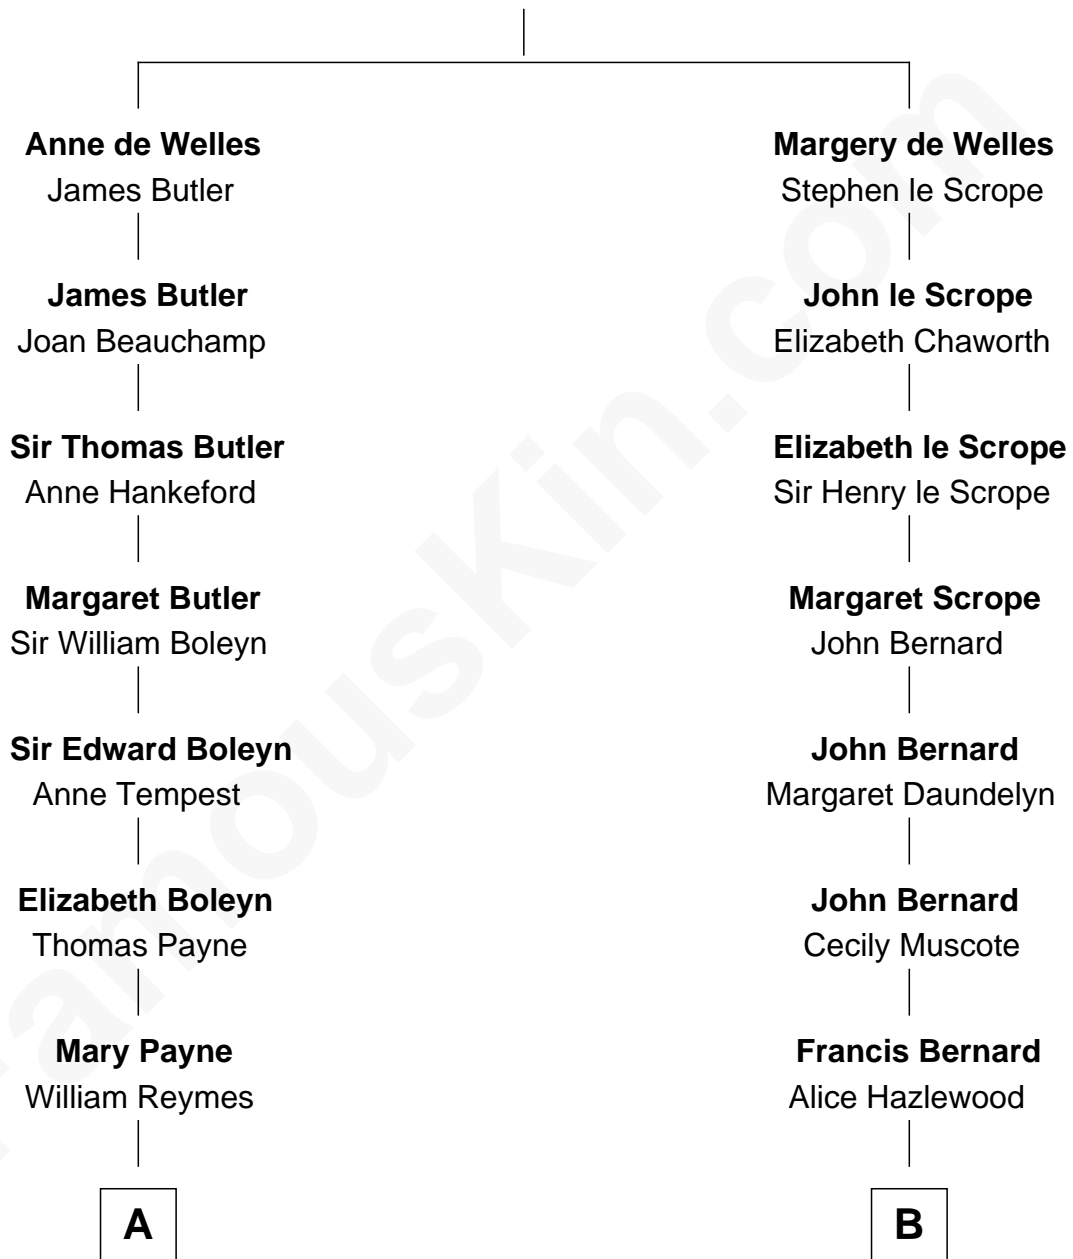 Anne de Welles
James Butler
James Butler
Joan Beauchamp
Sir Thomas Butler
Anne Hankeford
Margaret Butler
Sir William Boleyn
Sir Edward Boleyn
Anne Tempest
Elizabeth Boleyn
Thomas Payne
Mary Payne
William Reymes
A
Margery de Welles
Stephen le Scrope
John le Scrope
Elizabeth Chaworth
Elizabeth le Scrope
Sir Henry le Scrope
Margaret Scrope
John Bernard
John Bernard
Margaret Daundelyn
John Bernard
Cecily Muscote
Francis Bernard
Alice Hazlewood
B
FamousKin.com